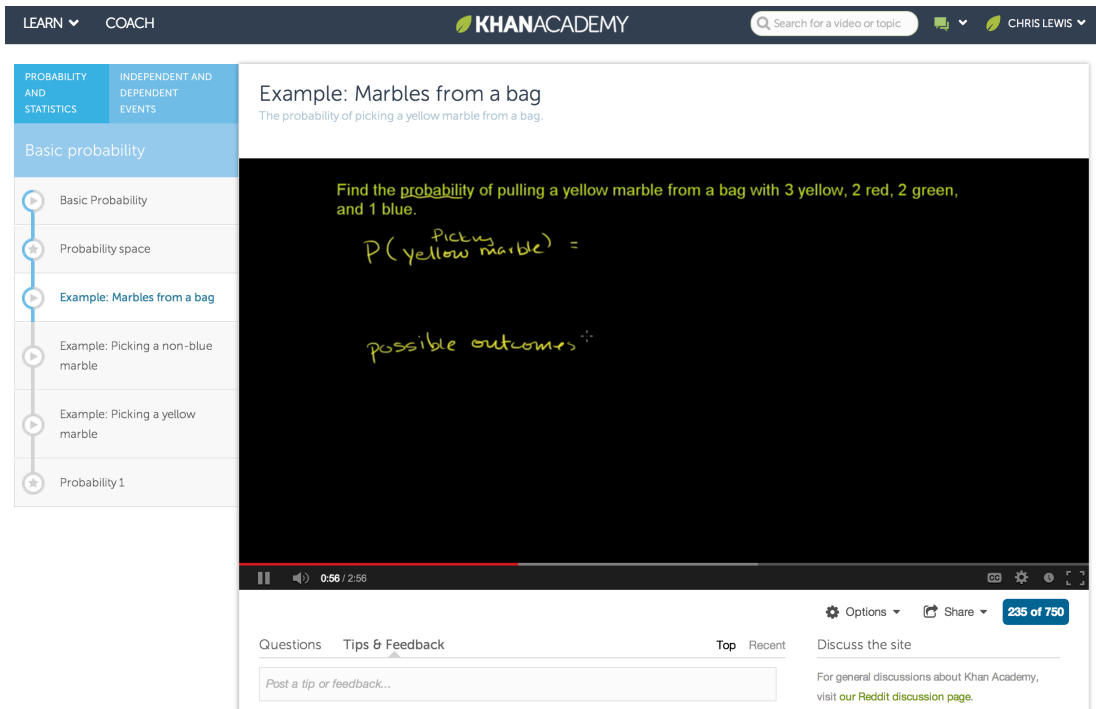 LEARN COACH KHANACADEMY Search for a video or topic CHRIS LEWIS
PROBABILITY
AND
STATISTICS
INDEPENDENT AND
DEPENDENT
EVENTS
Basic probability
Basic Probability
Probability space
Example: Marbles from a bag
Example: Picking a non-blue
marble
Example: Picking a yellow
marble
Probability 1
Example: Marbles from a bag
The probability of picking a yellow marble from a bag.
Find the probability of pulling a yellow marble from a bag with 3 yellow, 2 red, 2 green,
and 1 blue.
Picking
P(yellow marble) =
possible outcomes
0:56 / 2:56 CC
Options Share 235 of 750
Questions Tips & Feedback Top Recent
Post a tip or feedback...
Discuss the site
For general discussions about Khan Academy,
visit our Reddit discussion page.